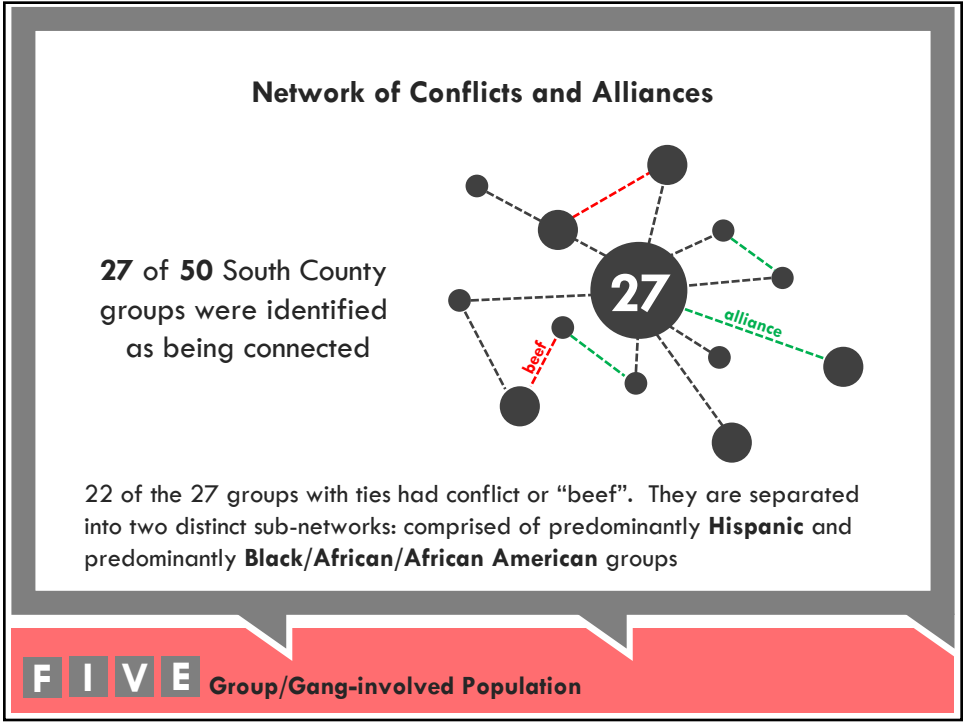 Network of Conflicts and Alliances
27 of 50 South County
groups were identified
as being connected
27
alliance
beef
22 of the 27 groups with ties had conflict or “beef”.  They are separated
into two distinct sub-networks: comprised of predominantly Hispanic and
predominantly Black/African/African American groups
FIVE Group/Gang-involved Population